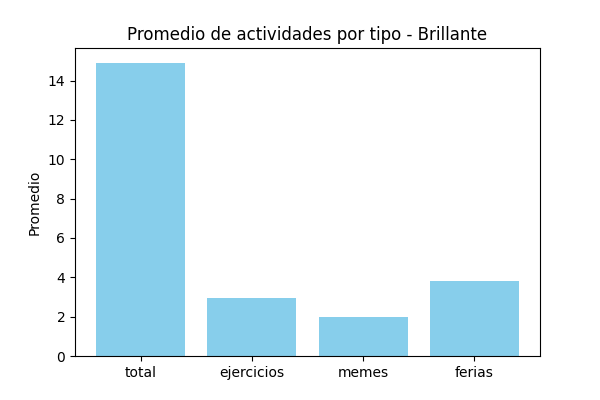 Promedio de actividades por tipo - Brillante
Promedio
14
12
10
8
6
4
2
0
total ejercicios memes ferias